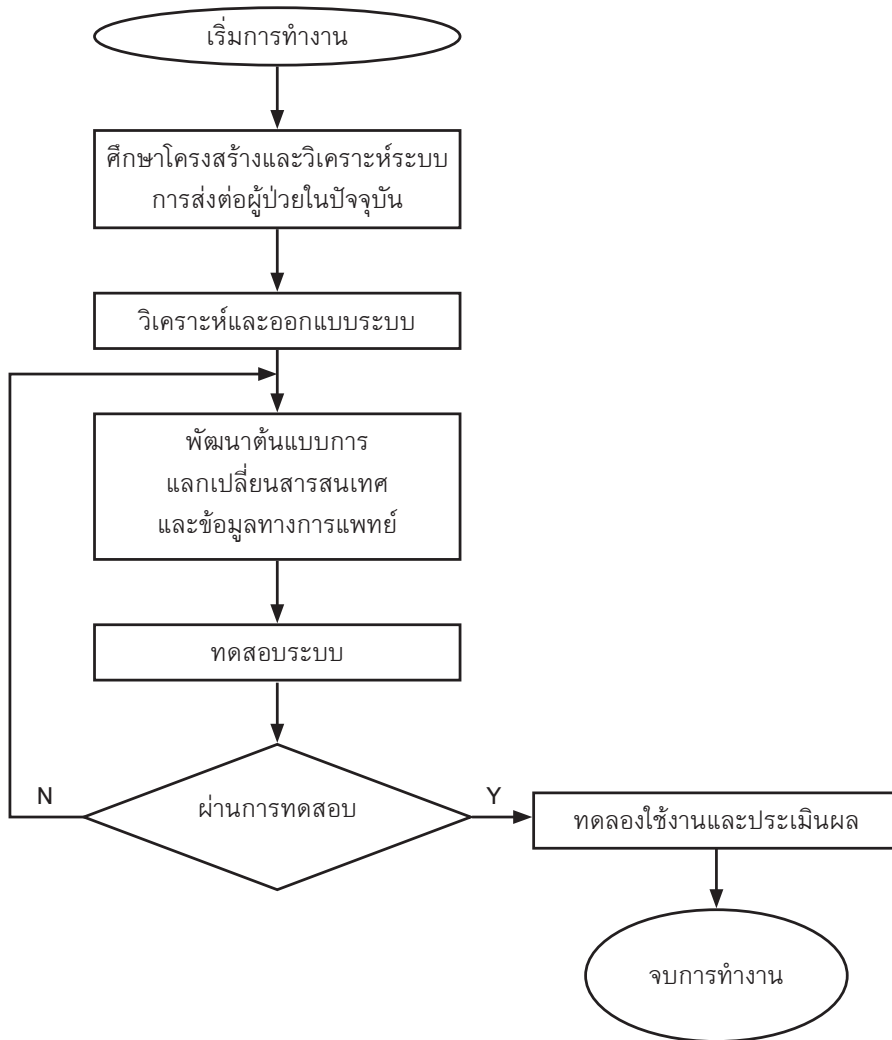 เริ่มการทำงาน
ศึกษาโครงสร้างและวิเคราะห์ระบบ
การส่งต่อผู้ป่วยในปัจจุบัน
วิเคราะห์และออกแบบระบบ
พัฒนาต้นแบบการ
แลกเปลี่ยนสารสนเทศ
และข้อมูลทางการแพทย์
ทดสอบระบบ
N
ผ่านการทดสอบ
Y
ทดลองใช้งานและประเมินผล
จบการทำงาน